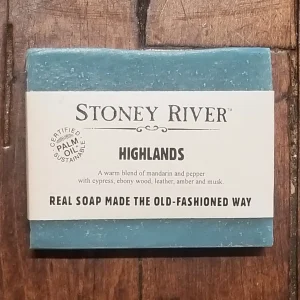 STONEY RIVER™
CERTIFIED
PALM
OIL
SUSTAINABLE
HIGHLANDS
A warm blend of mandarin and pepper
with cypress, ebony wood, leather, amber and musk.
REAL SOAP MADE THE OLD-FASHIONED WAY